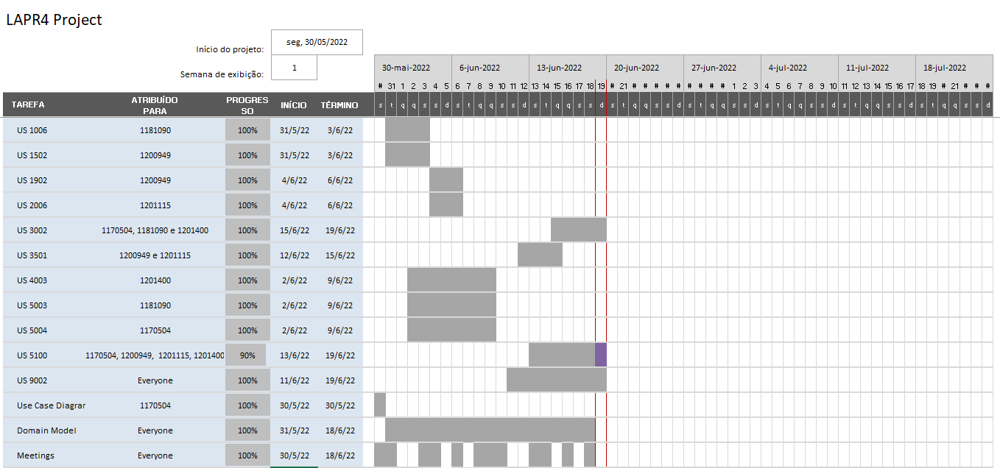 LAPR4 Project
Início do projeto: seg, 30/05/2022
Semana de exibição: 1
30-mai-2022 6-jun-2022 13-jun-2022 20-jun-2022 27-jun-2022 4-jul-2022 11-jul-2022 18-jul-2022
# 31 1 2 3 4 5 6 7 8 9 10 11 12 13 14 15 16 17 18 19 # 21 # # # # # # # # # 1 2 3 4 5 6 7 8 9 10 11 12 13 14 15 16 17 18 19 # 21 # # #
TAREFA ATRIBUÍDO PARA PROGRES SO INÍCIO TÉRMINO s t q q s s d s t q q s s d s t q q s s d s t q q s s d s t q q s s d s t q q s s d s t q q s s d s t q q s s d
US 1006 1181090 100% 31/5/22 3/6/22
US 1502 1200949 100% 31/5/22 3/6/22
US 1902 1200949 100% 4/6/22 6/6/22
US 2006 1201115 100% 4/6/22 6/6/22
US 3002 1170504, 1181090 e 1201400 100% 15/6/22 19/6/22
US 3501 1200949 e 1201115 100% 12/6/22 15/6/22
US 4003 1201400 100% 2/6/22 9/6/22
US 5003 1181090 100% 2/6/22 9/6/22
US 5004 1170504 100% 2/6/22 9/6/22
US 5100 1170504, 1200949, 1201115, 1201400 90% 13/6/22 19/6/22
US 9002 Everyone 100% 11/6/22 19/6/22
Use Case Diagrar 1170504 100% 30/5/22 30/5/22
Domain Model Everyone 100% 31/5/22 18/6/22
Meetings Everyone 100% 30/5/22 18/6/22